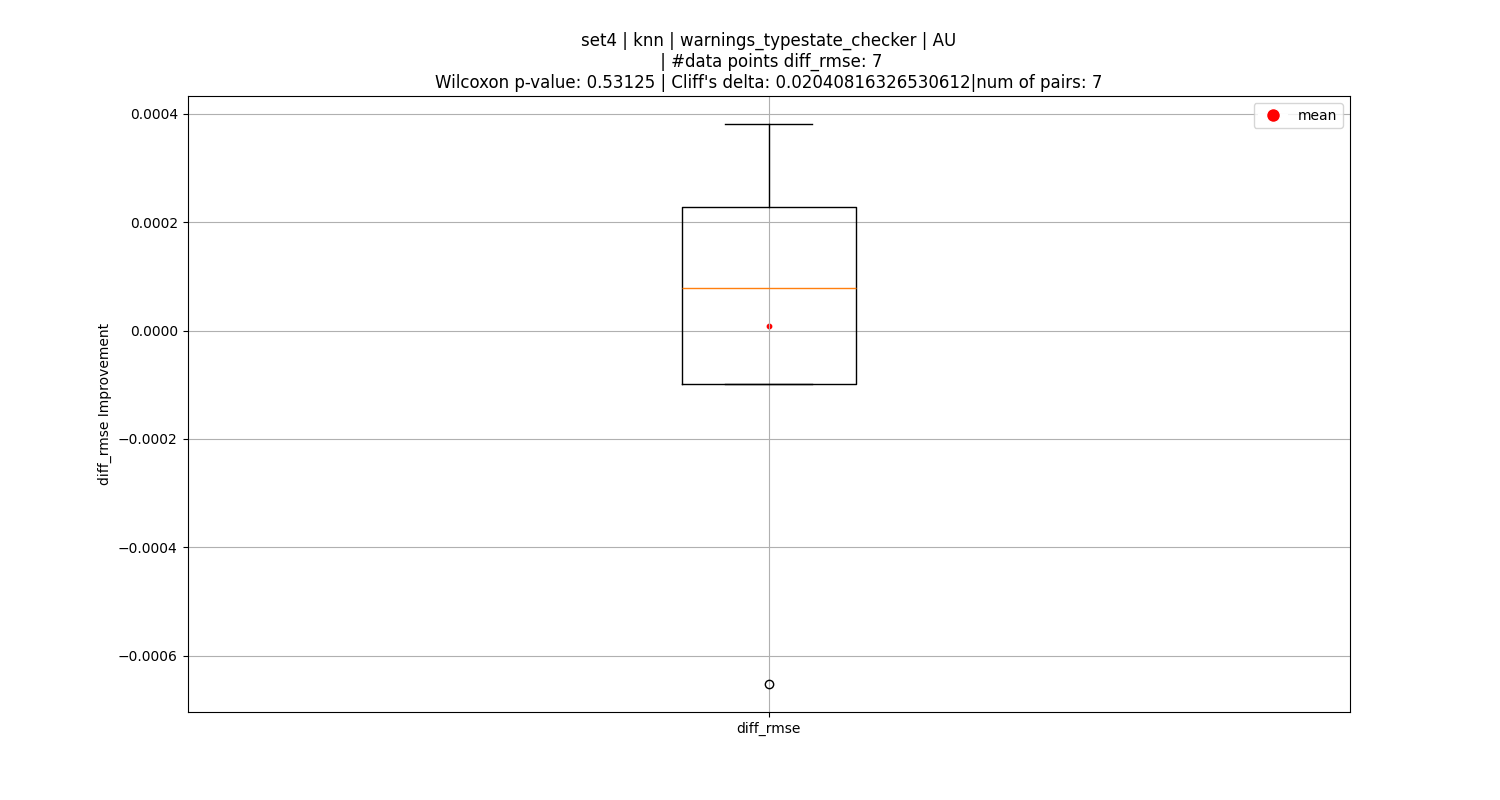 set4 | knn | warnings_typestate_checker | AU
| #data points diff_rmse: 7
Wilcoxon p-value: 0.53125 | Cliff's delta: 0.02040816326530612|num of pairs: 7
mean
0.0004
0.0002
0.0000
−0.0002
−0.0004
−0.0006
diff_rmse Improvement
diff_rmse